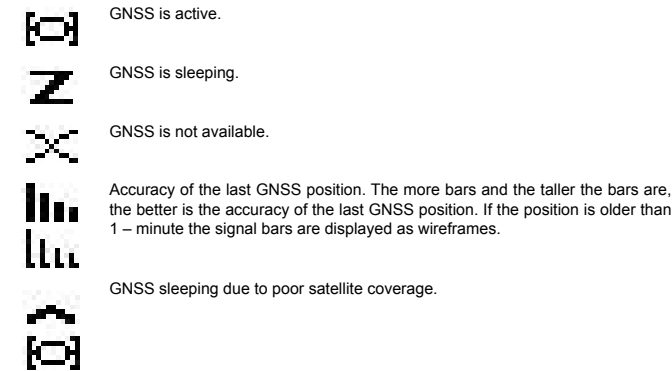 GNSS is active.
GNSS is sleeping.
GNSS is not available.
Accuracy of the last GNSS position. The more bars and the taller the bars are,
the better is the accuracy of the last GNSS position. If the position is older than
1 – minute the signal bars are displayed as wireframes.
GNSS sleeping due to poor satellite coverage.